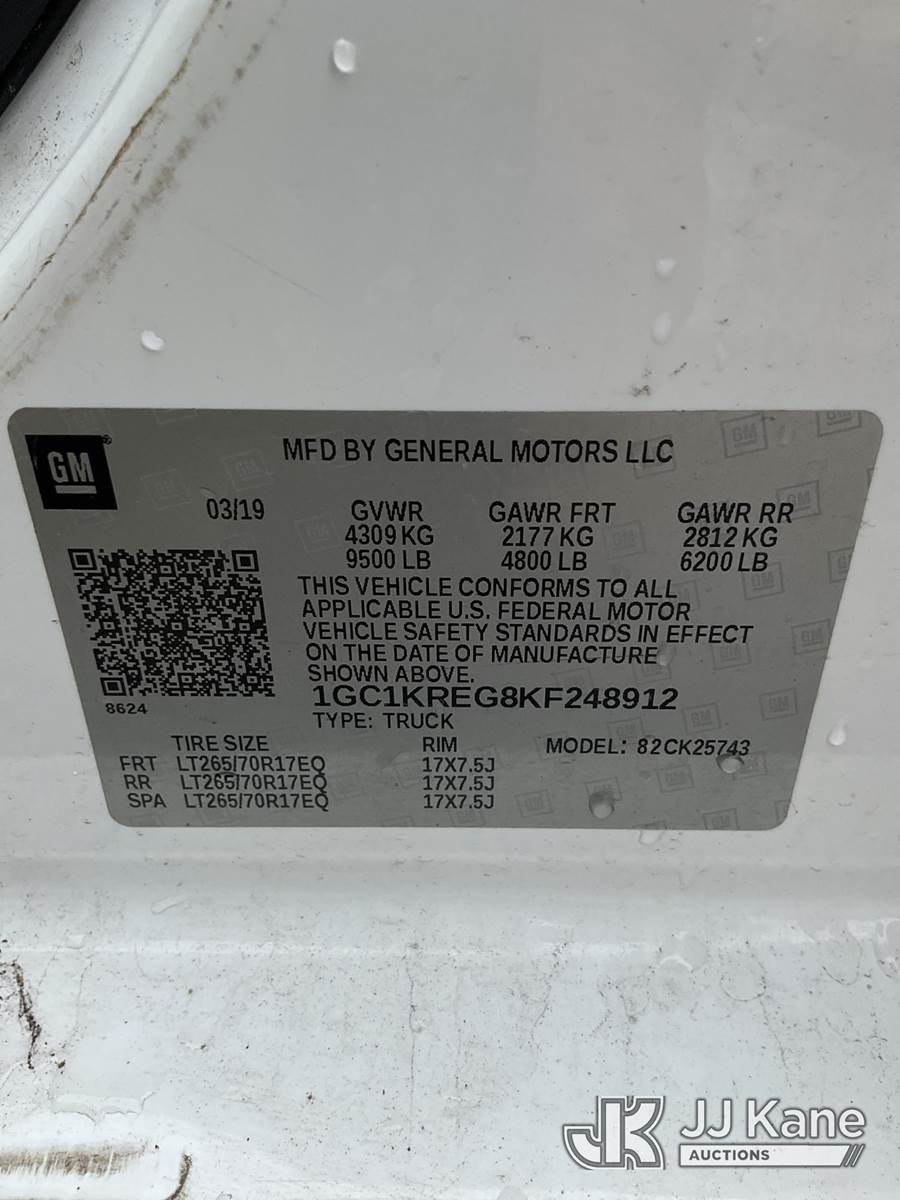 GM
MFD BY GENERAL MOTORS LLC
03/19 GVWR GAWR FRT GAWR RR
4309 KG 2177 KG 2812 KG
9500 LB 4800 LB 6200 LB
THIS VEHICLE CONFORMS TO ALL
APPLICABLE U.S. FEDERAL MOTOR
VEHICLE SAFETY STANDARDS IN EFFECT
ON THE DATE OF MANUFACTURE
SHOWN ABOVE.
8624
1GC1KREG8KF248912
TYPE: TRUCK
TIRE SIZE RIM MODEL: 82CK25743
FRT LT265/70R17EQ 17X7.5J
RR LT265/70R17EQ 17X7.5J
SPA LT265/70R17EQ 17X7.5J
JK JJ Kane
AUCTIONS